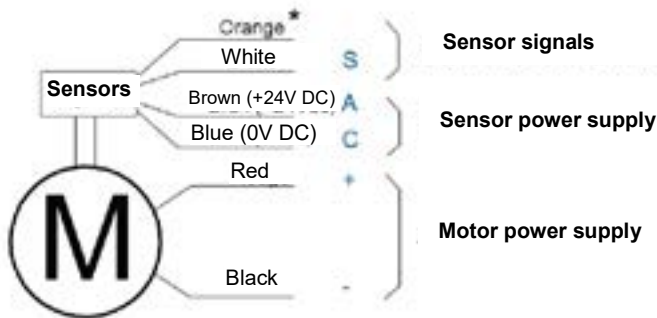 Orange *
White S
Sensor signals
Sensors
Brown (+24V DC) A
Sensor power supply
Blue (0V DC) C
Red +
M
Motor power supply
Black -